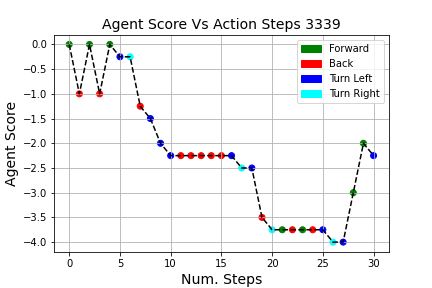 Agent Score Vs Action Steps 3339
Agent Score
0.0
−0.5
−1.0
−1.5
−2.0
−2.5
−3.0
−3.5
−4.0
Forward
Back
Turn Left
Turn Right
0 5 10 15 20 25 30
Num. Steps